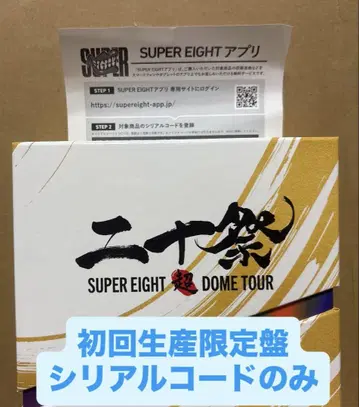 SUPER
EIGHT
SUPER EIGHT アプリ
STEP 1 SUPER EIGHTアプリ 専用サイトにログイン
https://supereight-app.jp/
STEP 2 対象商品のシリアルコードを登録
二十祭
SUPER EIGHT 超 DOME TOUR
初回生産限定盤
シリアルコードのみ